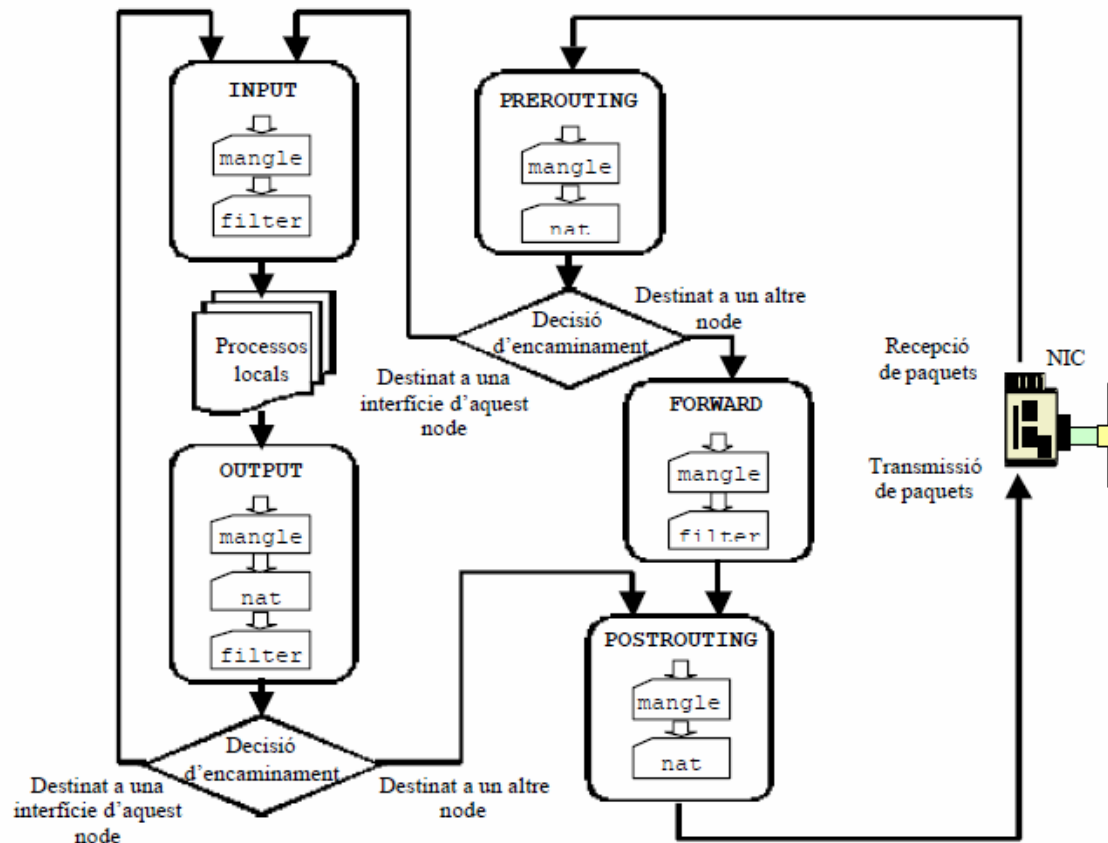 INPUT
mangle
filter
Processos
locals
OUTPUT
mangle
nat
filter
Decisió
d'encaminament
Destinat a una
interfície d'aquest
node
Destinat a un altre
node
PREROUTING
mangle
nat
Decisió
d'encaminament
Destinat a un altre
node
Destinat a una
interfície d'aquest
node
FORWARD
mangle
filter
POSTROUTING
mangle
nat
Recepció
de paquets
NIC
Transmissió
de paquets